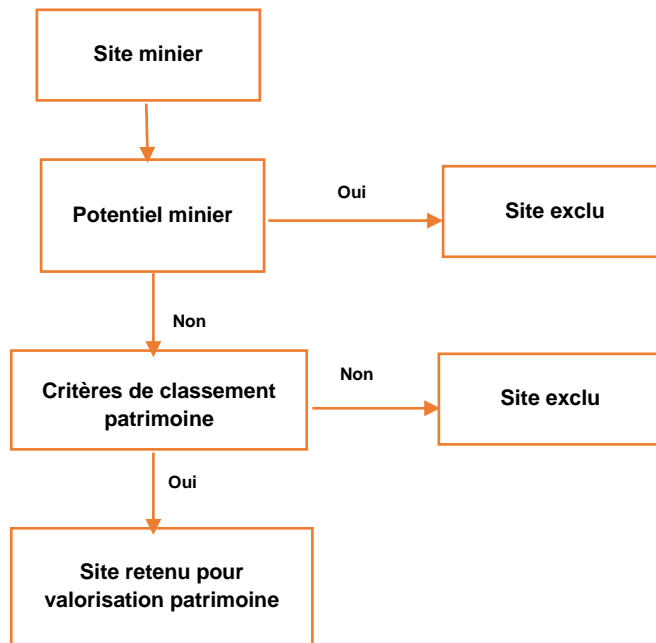 Site minier
Potentiel minier
Oui
Site exclu
Non
Critères de classement
patrimoine
Non
Site exclu
Oui
Site retenu pour
valorisation patrimoine